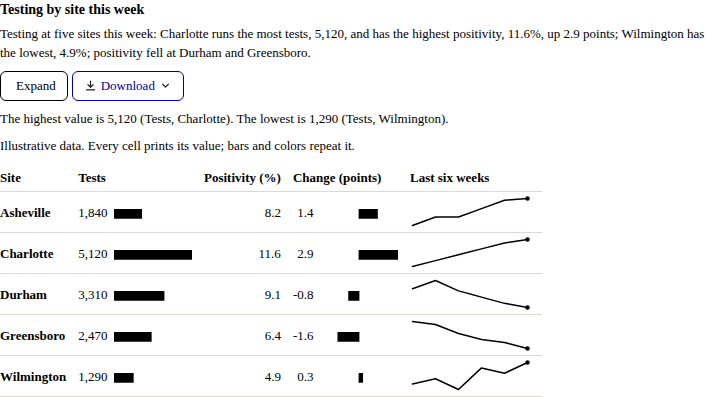 Testing by site this week
Testing at five sites this week: Charlotte runs the most tests, 5,120, and has the highest positivity, 11.6%, up 2.9 points; Wilmington has
the lowest, 4.9%; positivity fell at Durham and Greensboro.
Expand Download
The highest value is 5,120 (Tests, Charlotte). The lowest is 1,290 (Tests, Wilmington).
Illustrative data. Every cell prints its value; bars and colors repeat it.
Site Tests Positivity (%) Change (points) Last six weeks
Asheville 1,840 8.2 1.4
Charlotte 5,120 11.6 2.9
Durham 3,310 9.1 -0.8
Greensboro 2,470 6.4 -1.6
Wilmington 1,290 4.9 0.3